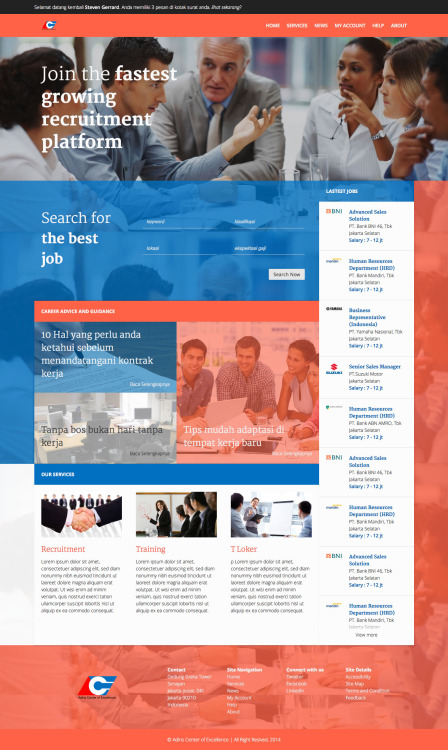 Selamat datang kembali Steven Gerrard. Anda memiliki 3 pesan di kotak surat anda, lihat sekarang?
HOME SERVICES NEWS MY ACCOUNT HELP ABOUT
Join the fastest
growing
recruitment
platform
Search for
the best
job
keyword
klasifikasi
lokasi
ekspektasi gaji
Search Now
CAREER ADVICE AND GUIDANCE
10 Hal yang perlu anda
ketahui sebelum
menandatangani kontrak
kerja
Baca Selengkapnya
Tanpa bos bukan hari tanpa
kerja
Baca Selengkapnya
Tips mudah adaptasi di
tempat kerja baru
Baca Selengkapnya
OUR SERVICES
Recruitment
Lorem ipsum dolor sit amet,
consectetuer adipiscing elit, sed diam
nonummy nibh euismod tincidunt ut
laoreet dolore magna aliquam erat
volutpat. Ut wisi enim ad minim
veniam, quis nostrud exerci tation
ullamcorper suscipit lobortis nisl ut
aliquip ex ea commodo consequat.
Training
Lorem ipsum dolor sit amet,
consectetuer adipiscing elit, sed diam
nonummy nibh euismod tincidunt ut
laoreet dolore magna aliquam erat
volutpat. Ut wisi enim ad minim
veniam, quis nostrud exerci tation
ullamcorper suscipit lobortis nisl ut
aliquip ex ea commodo consequat.
T Loker
p Lorem ipsum dolor sit amet,
consectetuer adipiscing elit, sed diam
nonummy nibh euismod tincidunt ut
laoreet dolore magna aliquam erat
volutpat. Ut wisi enim ad minim
veniam, quis nostrud exerci tation
ullamcorper suscipit lobortis nisl ut
aliquip ex ea commodo consequat.
LASTEST JOBS
BNI
Advanced Sales
Solution
PT. Bank BNI 46, Tbk
Jakarta Selatan
Salary : 7 - 12 jt
mandiri
Human Resources
Department (HRD)
PT. Bank Mandiri, Tbk
Jakarta Selatan
Salary : 7 - 12 jt
YAMAHA
Business
Representative
(Indonesia)
PT. Yamaha Nasional, Tbk
Jakarta Selatan
Salary : 7 - 12 jt
SUZUKI
Senior Sales Manager
PT.Suzuki Motor
Jakarta Selatan
Salary : 7 - 12 jt
Human Resources
Department (HRD)
PT. Bank ABN AMRO, Tbk
Jakarta Selatan
Salary : 7 - 12 jt
BNI
Advanced Sales
Solution
PT. Bank BNI 46, Tbk
Jakarta Selatan
Salary : 7 - 12 jt
mandiri
Human Resources
Department (HRD)
PT. Bank Mandiri, Tbk
Jakarta Selatan
Salary : 7 - 12 jt
BNI
Advanced Sales
Solution
PT. Bank BNI 46, Tbk
Jakarta Selatan
Salary : 7 - 12 jt
mandiri
Human Resources
Department (HRD)
PT. Bank Mandiri, Tbk
Jakarta Selatan
View more
Adira Center of Excellence
Contact
Gedung Graha Tower
Senayan
Jakarta pusat, DKI
Jakarta 90210
Indonesia
Site Navigation
Home
Services
News
My Account
Help
About
Connect with us
Tweeter
Facebook
LinkedIn
Site Details
Accessibility
Site Map
Terms and Condition
Feedback
© Adira Center of Excellence | All Right Resived, 2014